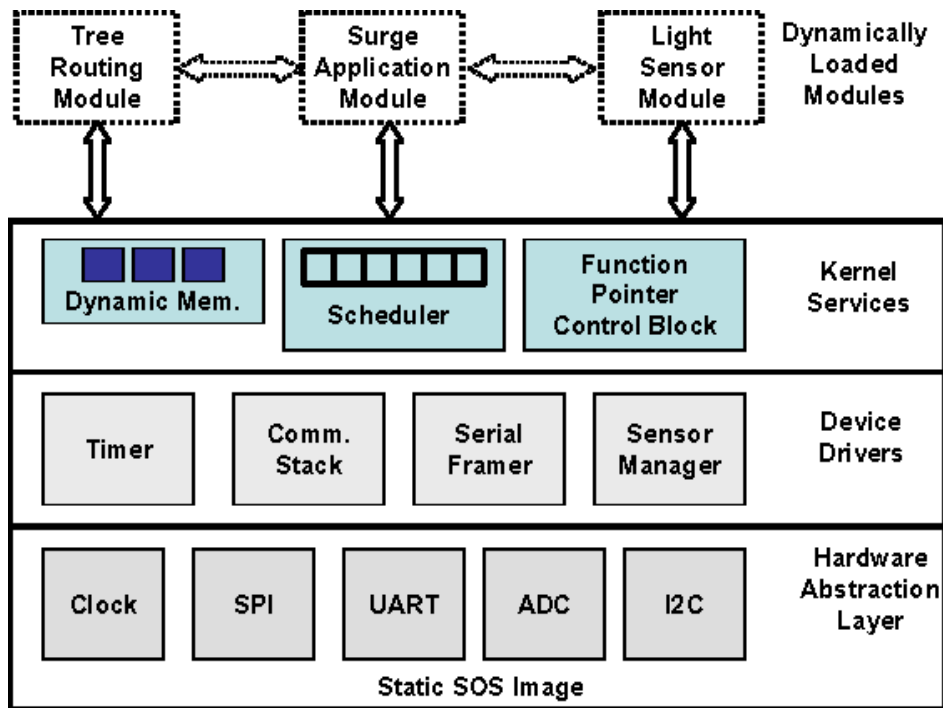 Tree
Routing
Module
Surge
Application
Module
Light
Sensor
Module
Dynamically
Loaded
Modules
Dynamic Mem.
Scheduler
Function
Pointer
Control Block
Kernel
Services
Timer
Comm.
Stack
Serial
Framer
Sensor
Manager
Device
Drivers
Clock
SPI
UART
ADC
I2C
Hardware
Abstraction
Layer
Static SOS Image